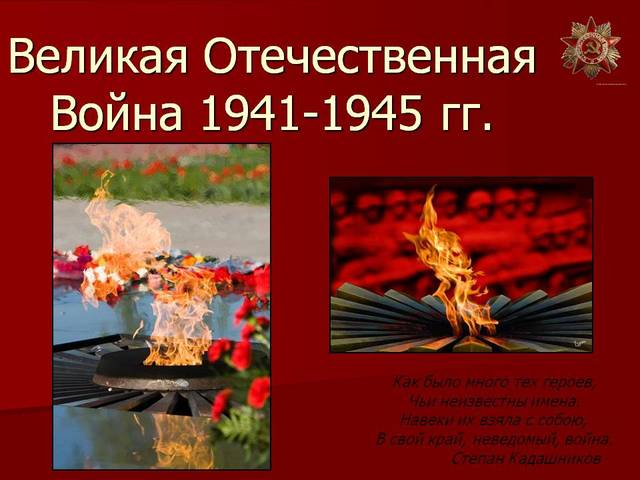 Великая Отечественная
Война 1941-1945 гг.
Как было много тех героев,
Чьи неизвестны имена.
Навеки их взяла с собою,
В свой край, неведомый, война.
Степан Кадашников